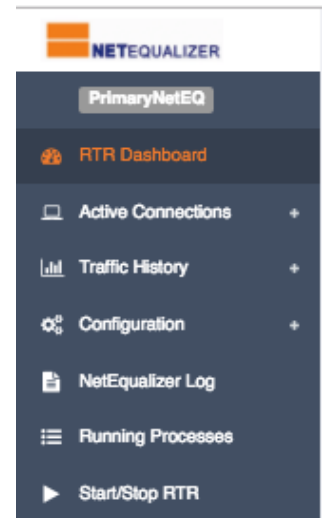 NETEQUALIZER
PrimaryNetEQ
RTR Dashboard
Active Connections +
Traffic History +
Configuration +
NetEqualizer Log
Running Processes
Start/Stop RTR